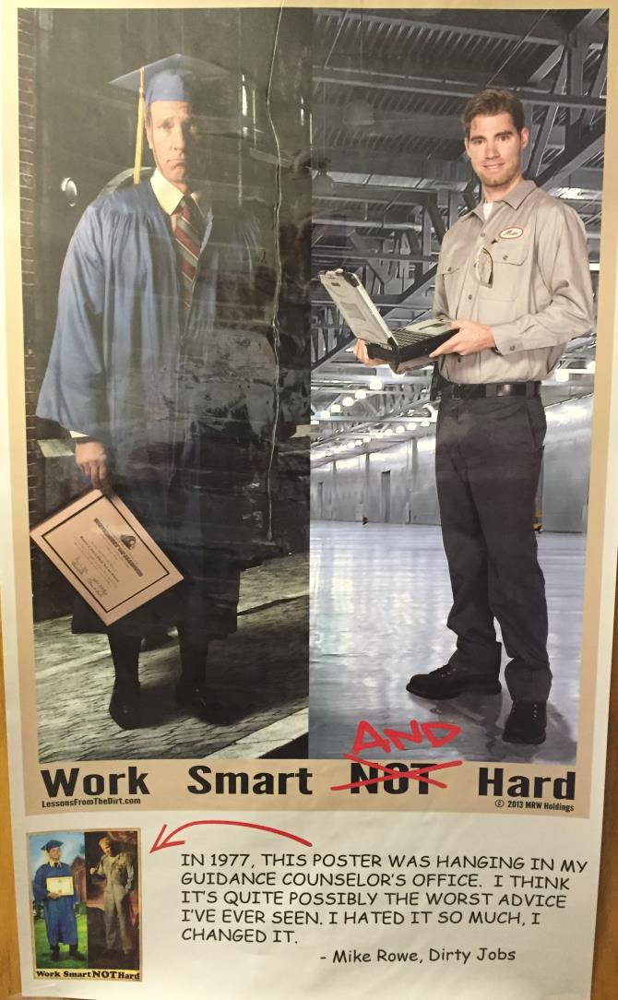 AND
Work Smart NOT Hard
LessonsFromTheDirt.com
© 2013 MRW Holdings
IN 1977, THIS POSTER WAS HANGING IN MY
GUIDANCE COUNSELOR'S OFFICE. I THINK
IT'S QUITE POSSIBLY THE WORST ADVICE
I'VE EVER SEEN. I HATED IT SO MUCH, I
CHANGED IT.
- Mike Rowe, Dirty Jobs
Work Smart NOT Hard